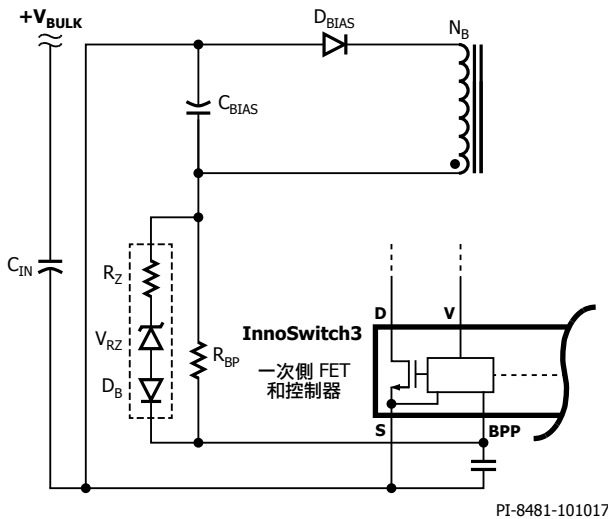 +VBULK
DBIAS
NB
CBIAS
CIN
RZ
VRZ
DB
RBP
D
V
InnoSwitch3
一次側 FET
和控制器
S
BPP
PI-8481-101017